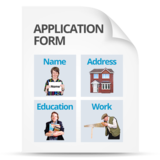 APPLICATION
FORM
Name
Address
Education
Work